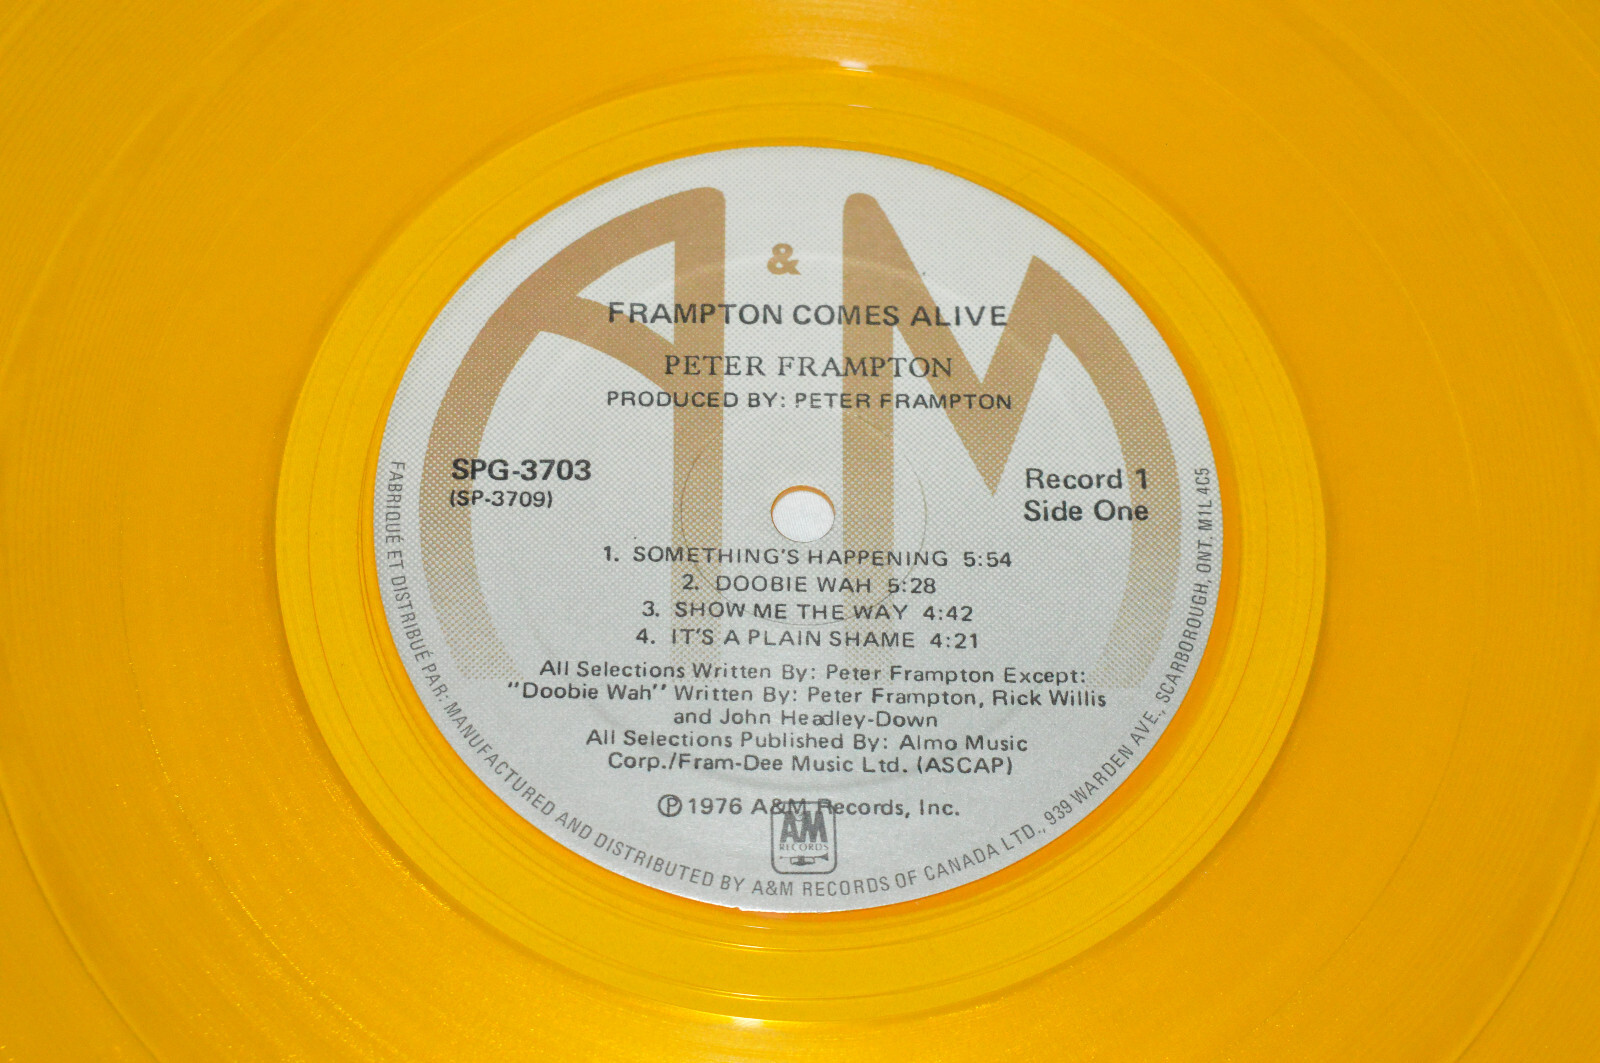 A & M
FRAMPTON COMES ALIVE
PETER FRAMPTON
PRODUCED BY: PETER FRAMPTON
SPG-3703
(SP-3709)
Record 1
Side One
1. SOMETHING'S HAPPENING 5:54
2. DOOBIE WAH 5:28
3. SHOW ME THE WAY 4:42
4. IT'S A PLAIN SHAME 4:21
All Selections Written By: Peter Frampton Except:
"Doobie Wah" Written By: Peter Frampton, Rick Willis
and John Headley-Down
All Selections Published By: Almo Music
Corp./Fram-Dee Music Ltd. (ASCAP)
Ⓟ 1976 A&M Records, Inc.
AM
RECORDS
FABRIQUÉ ET DISTRIBUÉ PAR: MANUFACTURED AND DISTRIBUTED BY A&M RECORDS OF CANADA LTD., 939 WARDEN AVE., SCARBOROUGH, ONT. M1L 4C5